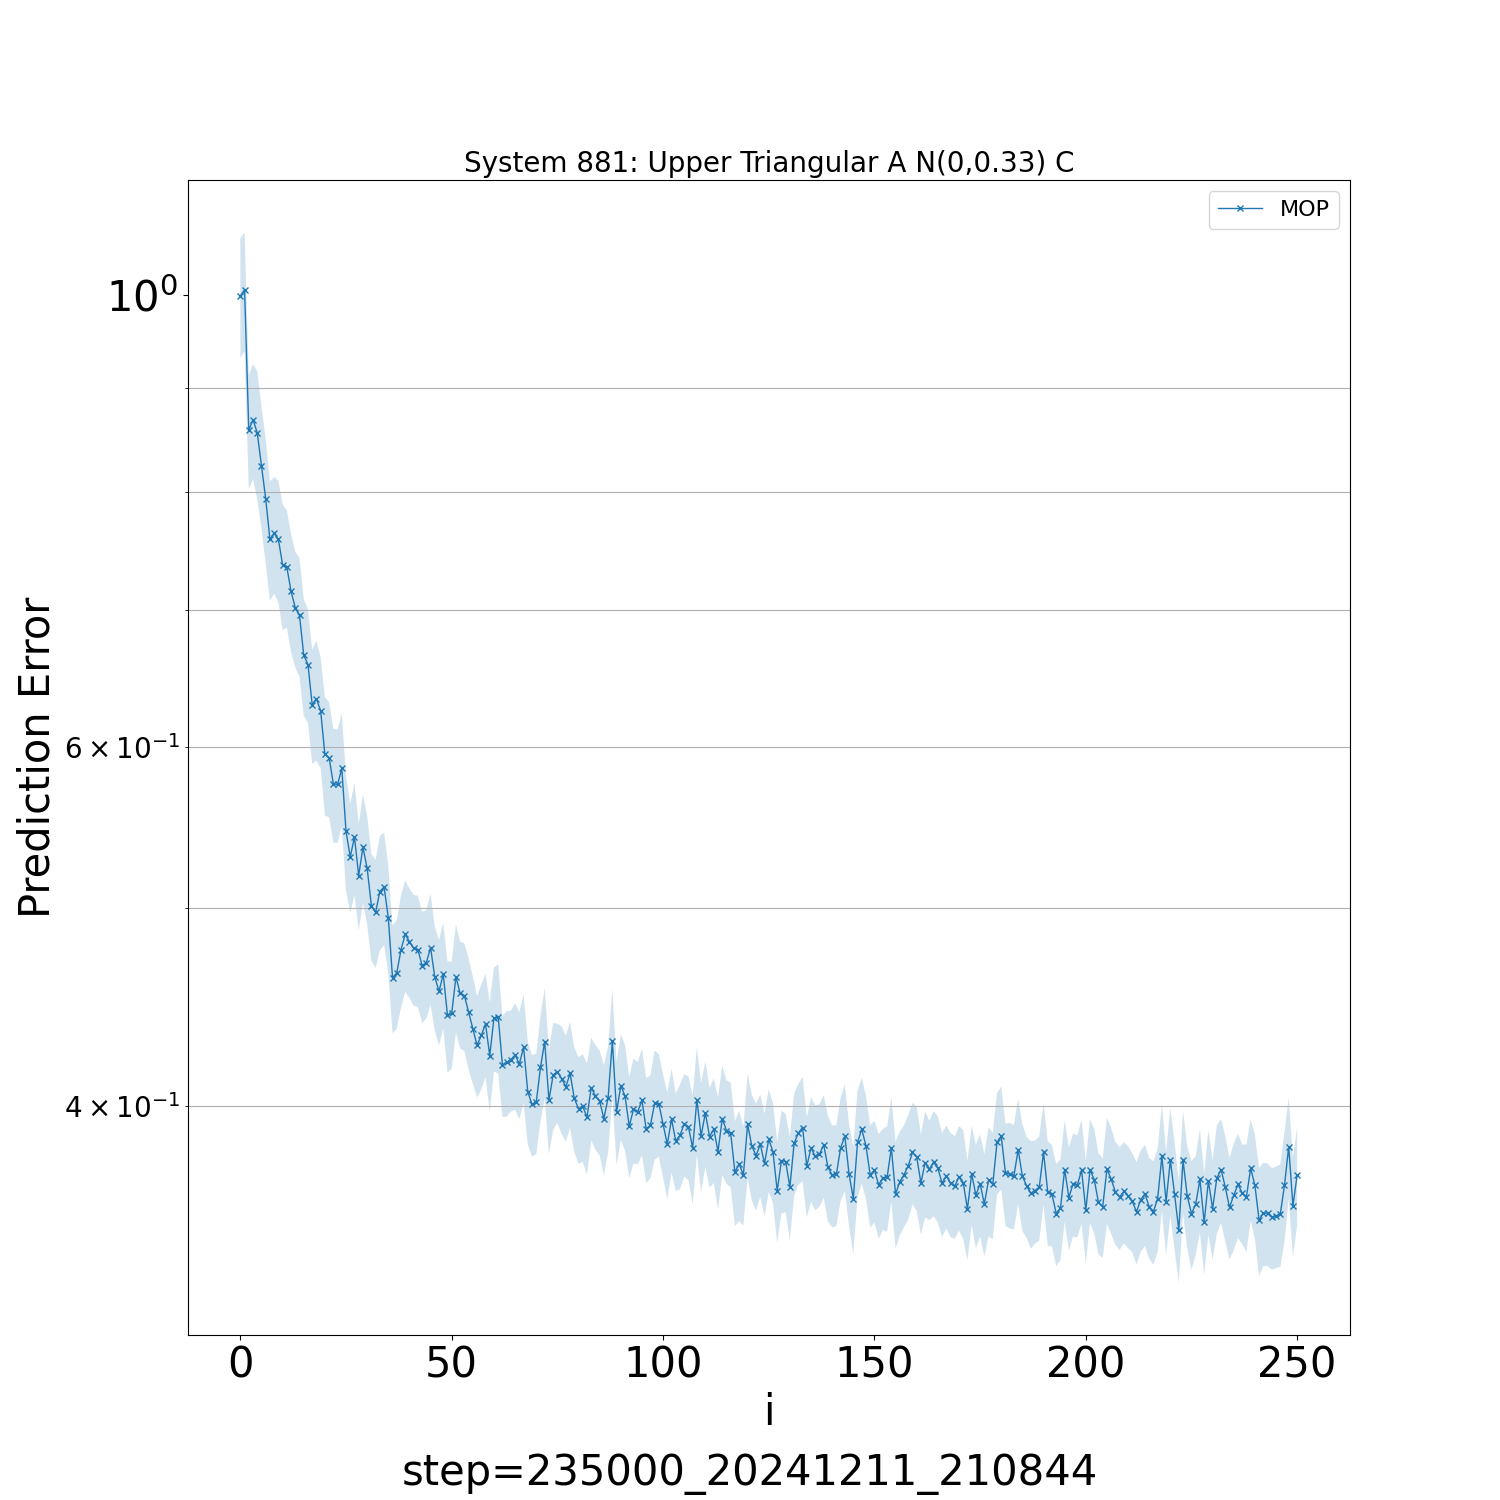 System 881: Upper Triangular A N(0,0.33) C
MOP
10⁰
6 × 10⁻¹
4 × 10⁻¹
Prediction Error
0 50 100 150 200 250
i
step=235000_20241211_210844